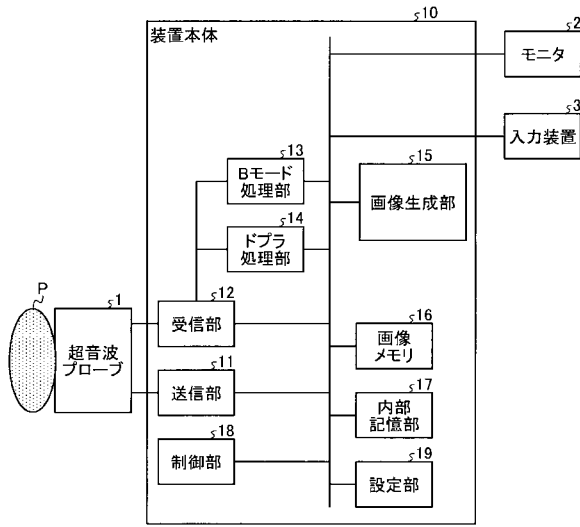 10
装置本体
2
モニタ
3
入力装置
13
Bモード
処理部
15
画像生成部
14
ドプラ
処理部
P
1
超音波
プローブ
12
受信部
16
画像
メモリ
11
送信部
17
内部
記憶部
18
制御部
19
設定部